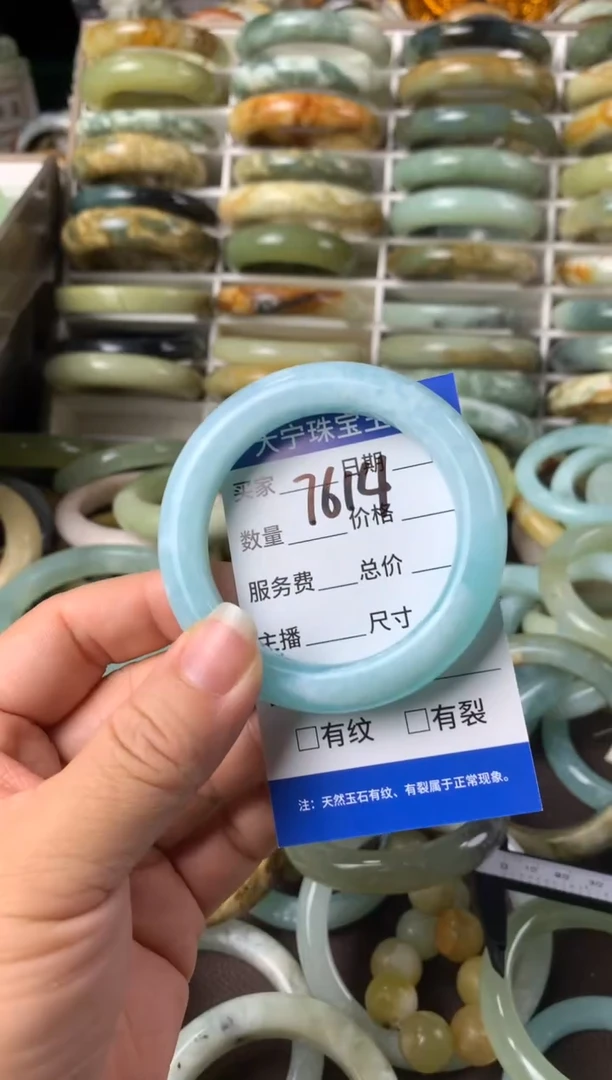 天宁珠宝
买家 日期
7614
数量 价格
服务费 总价
主播 尺寸
□有纹 □有裂
注：天然玉石有纹、有裂属于正常现象。